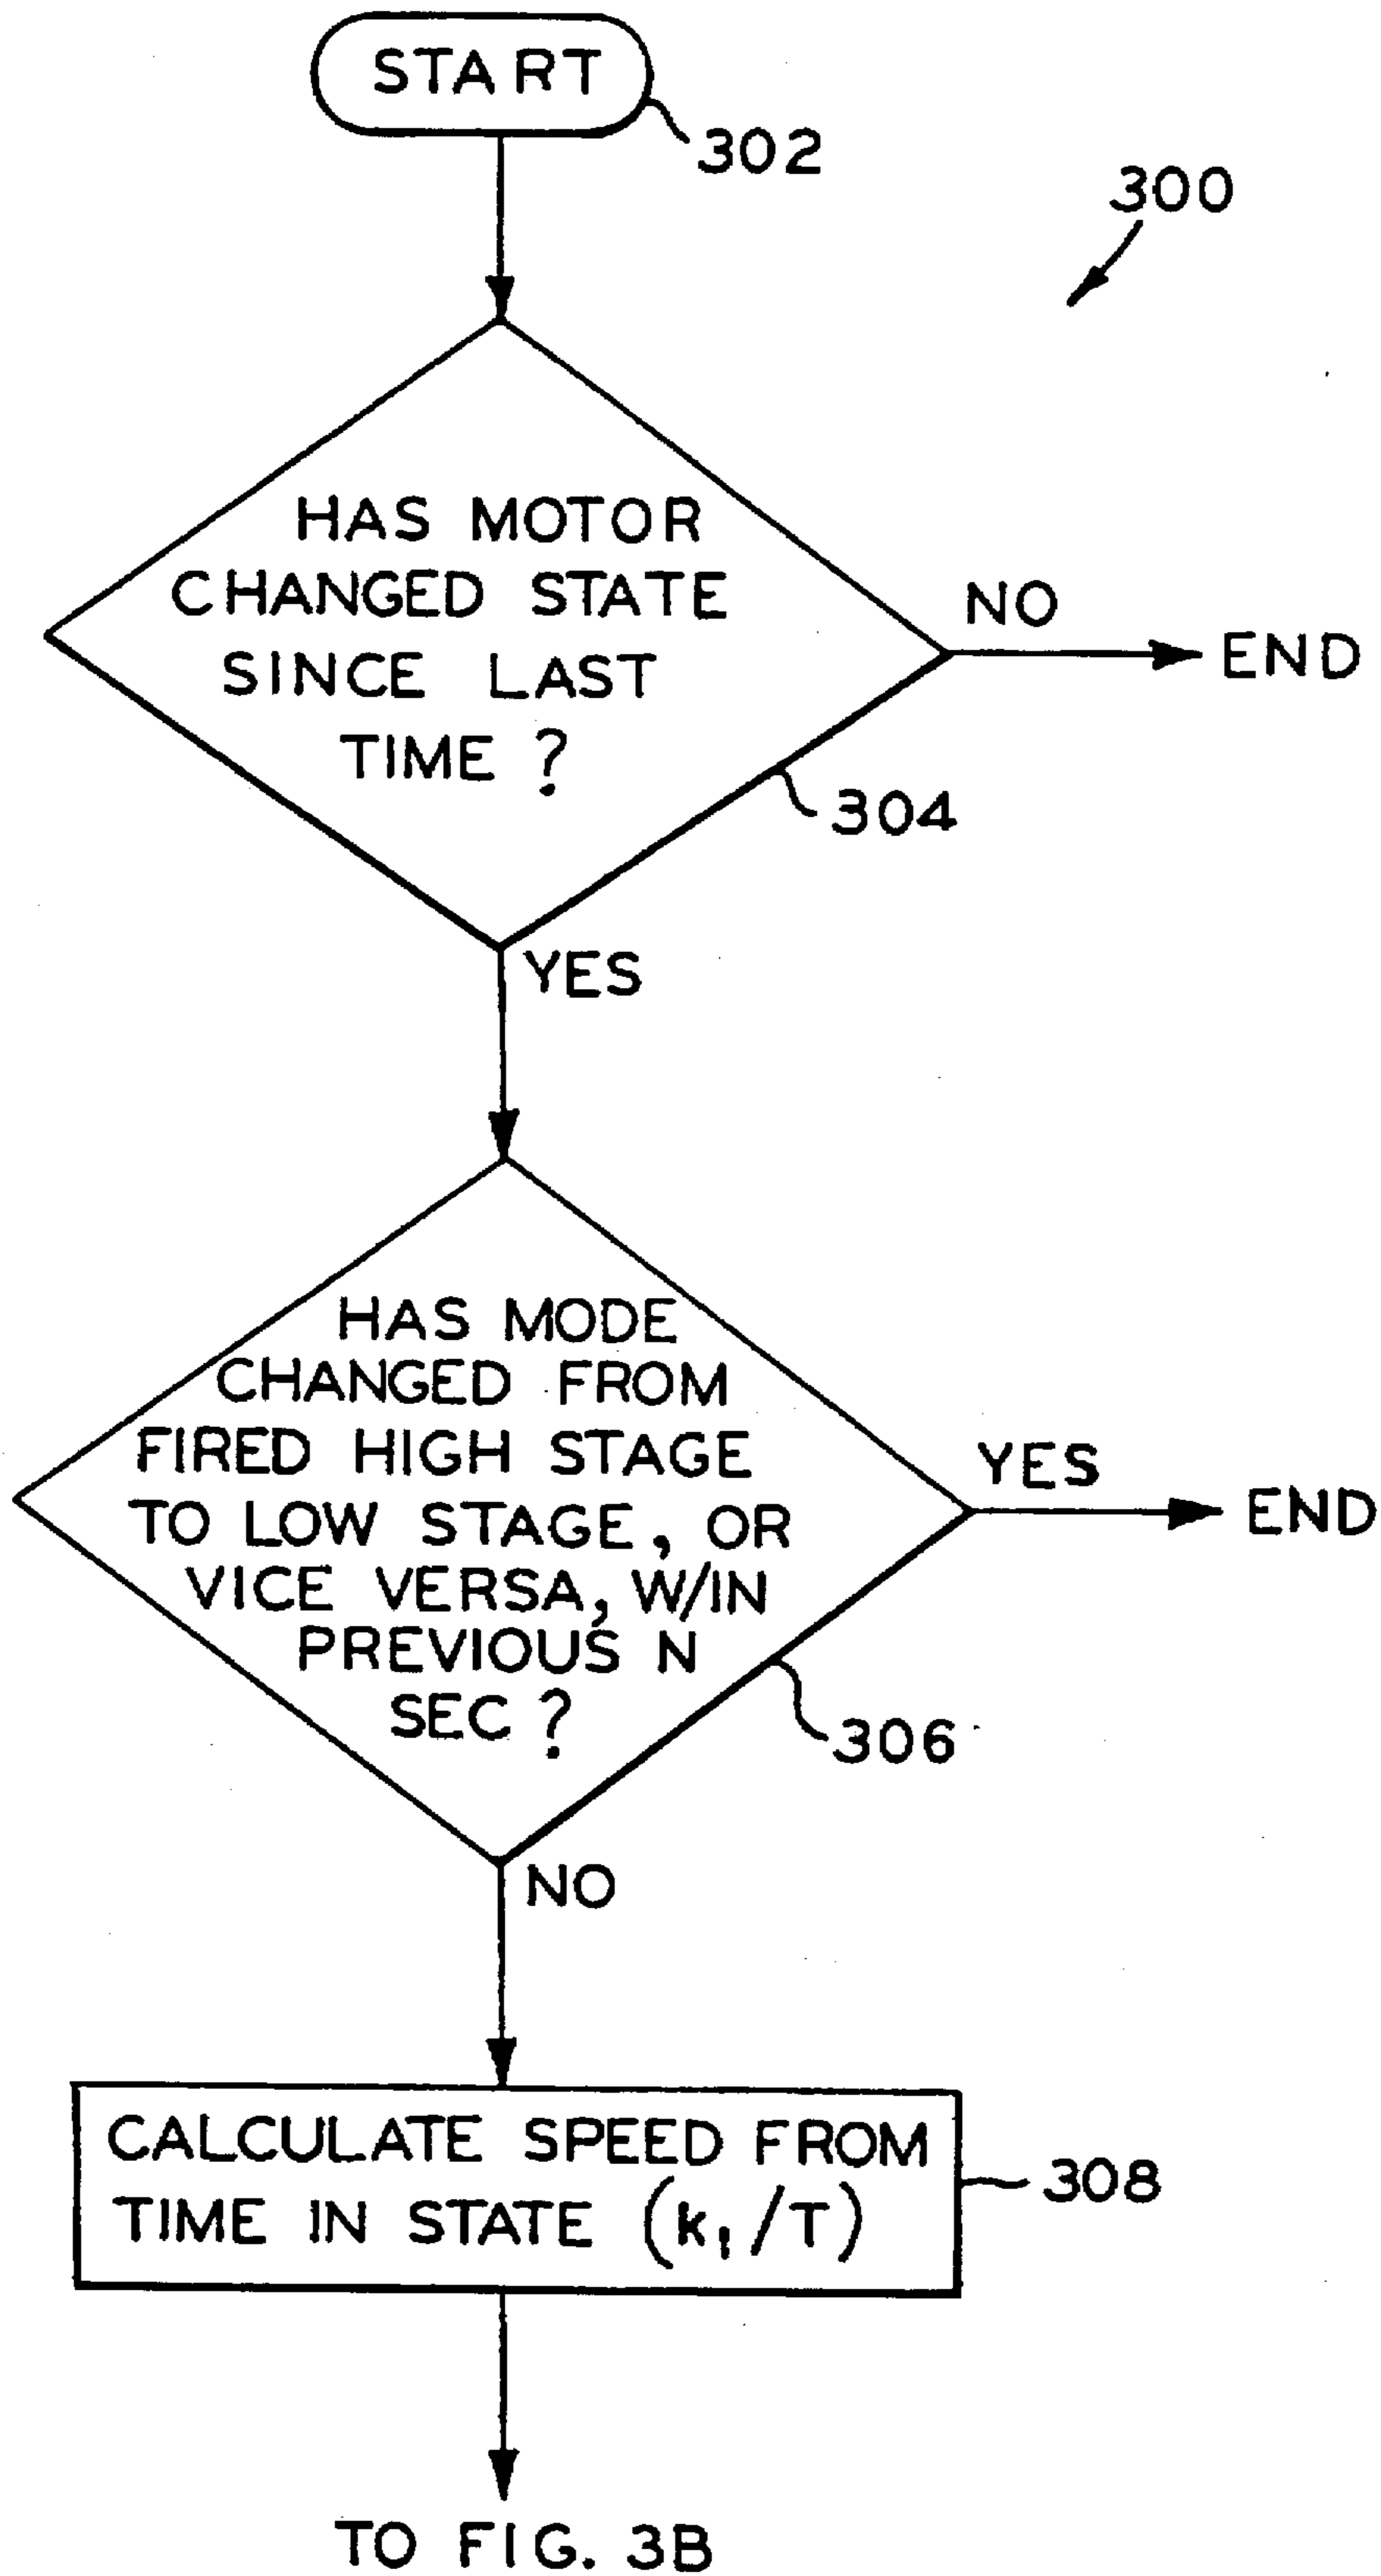 START
302
300
HAS MOTOR
CHANGED STATE
SINCE LAST
TIME ?
NO
END
304
YES
HAS MODE
CHANGED FROM
FIRED HIGH STAGE
TO LOW STAGE, OR
VICE VERSA, W/IN
PREVIOUS N
SEC ?
YES
END
306
NO
CALCULATE SPEED FROM
TIME IN STATE (k₁/T)
308
TO FIG. 3B